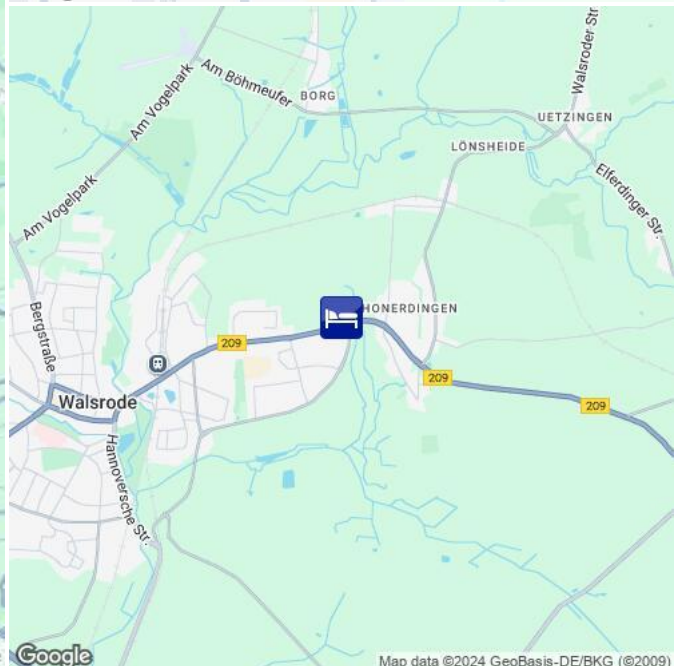 Am Vogelpark
Am Böhmeufer
BORG
Walsroder Str.
UETZINGEN
LÖNSHEIDE
Elferdinger Str.
Am Vogelpark
Bergstraße
HONERDINGEN
209
209
209
Walsrode
Hannoversche Str.
Google
Map data ©2024 GeoBasis-DE/BKG (©2009)